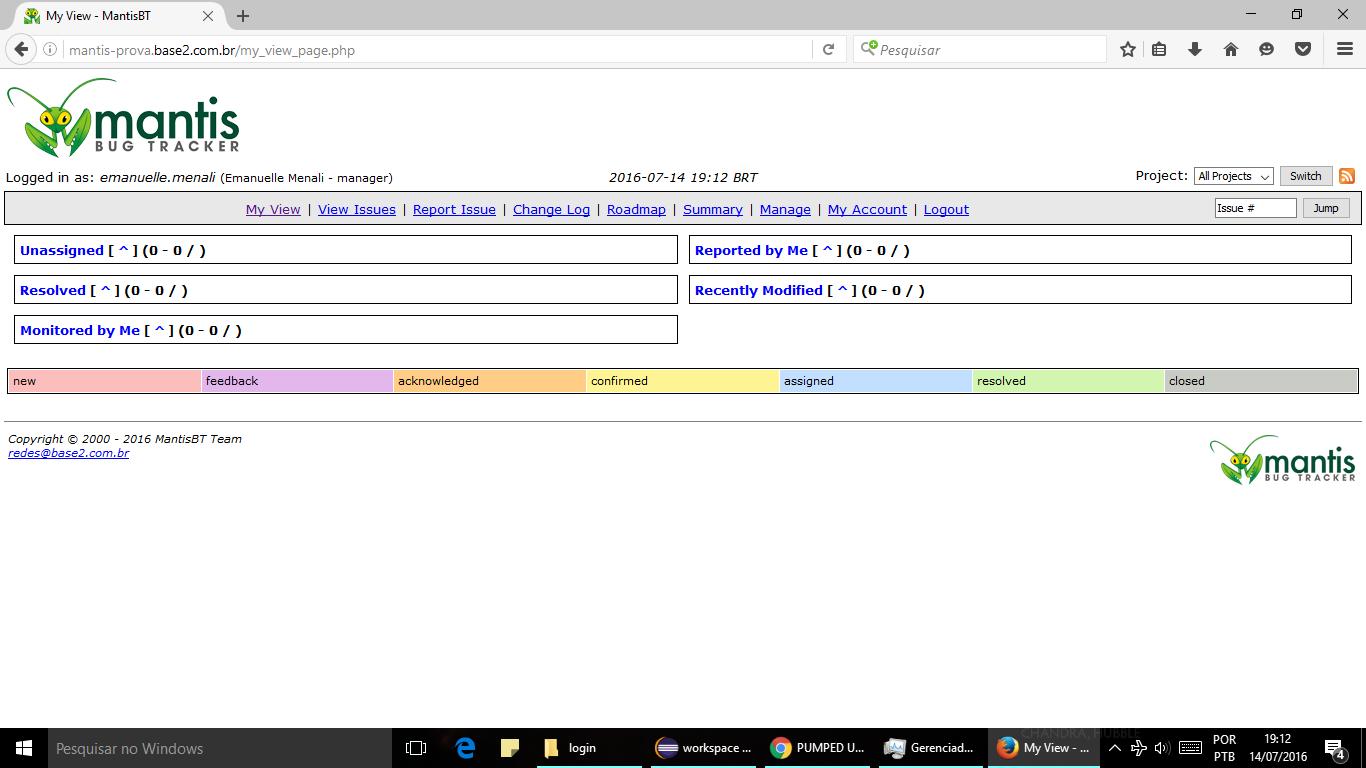 My View - MantisBT
mantis-prova.base2.com.br/my_view_page.php
Pesquisar
mantis
BUG TRACKER
Logged in as: emanuelle.menali (Emanuelle Menali - manager)
2016-07-14 19:12 BRT
Project: All Projects Switch
My View | View Issues | Report Issue | Change Log | Roadmap | Summary | Manage | My Account | Logout
Issue # Jump
Unassigned [ ^ ] (0 - 0 / )
Reported by Me [ ^ ] (0 - 0 / )
Resolved [ ^ ] (0 - 0 / )
Recently Modified [ ^ ] (0 - 0 / )
Monitored by Me [ ^ ] (0 - 0 / )
new feedback acknowledged confirmed assigned resolved closed
Copyright © 2000 - 2016 MantisBT Team
redes@base2.com.br
mantis
BUG TRACKER
CHANDRA, HUBBLE
Pesquisar no Windows
login
workspace ...
PUMPED U...
Gerenciad...
My View - ...
POR
PTB
19:12
14/07/2016
4